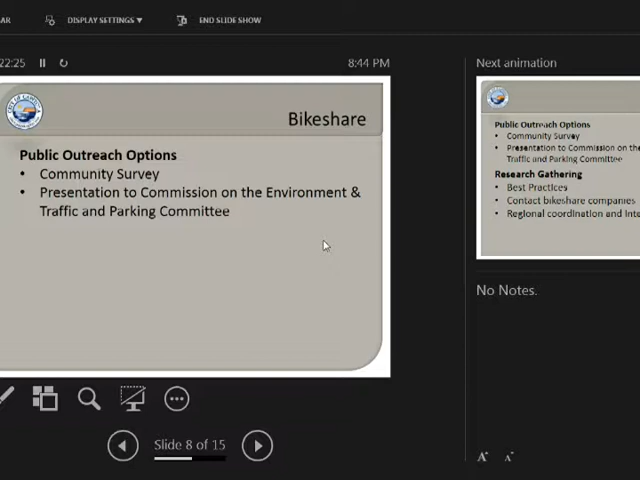 AR
DISPLAY SETTINGS ▾
END SLIDE SHOW
22:25
8:44 PM
Next animation
Bikeshare
Public Outreach Options
• Community Survey
• Presentation to Commission on the Environment &
Traffic and Parking Committee
Public Outreach Options
• Community Survey
• Presentation to Commission on the
Traffic and Parking Committee
Research Gathering
• Best Practices
• Contact bikeshare companies
• Regional coordination and inte
No Notes.
Slide 8 of 15
A A